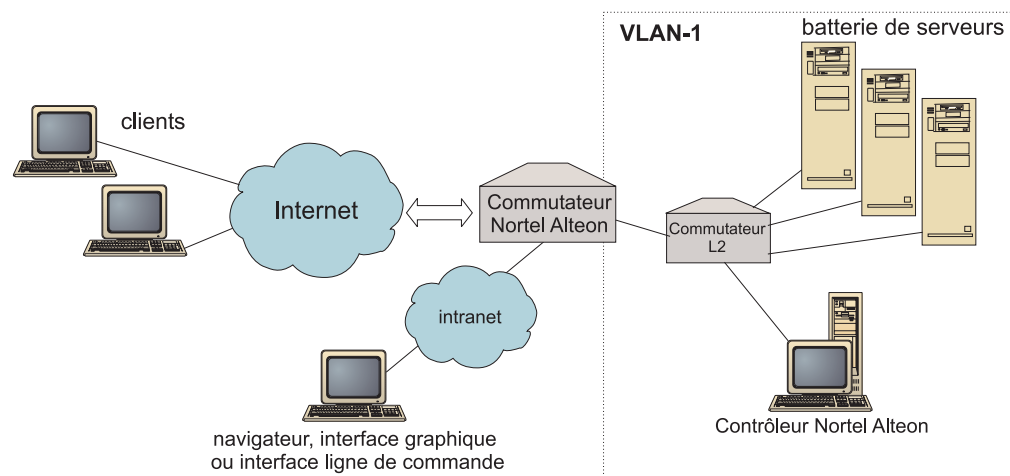 VLAN-1
batterie de serveurs
clients
Internet
Commutateur
Nortel Alteon
Commutateur
L2
intranet
navigateur, interface graphique
ou interface ligne de commande
Contrôleur Nortel Alteon